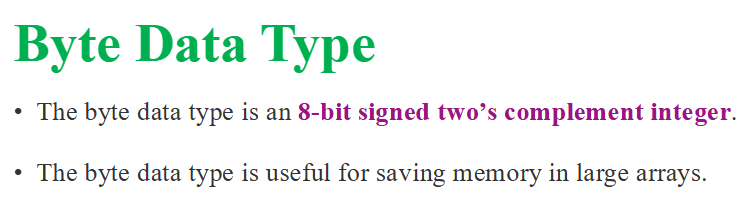 Byte Data Type
• The byte data type is an 8-bit signed two’s complement integer.
• The byte data type is useful for saving memory in large arrays.